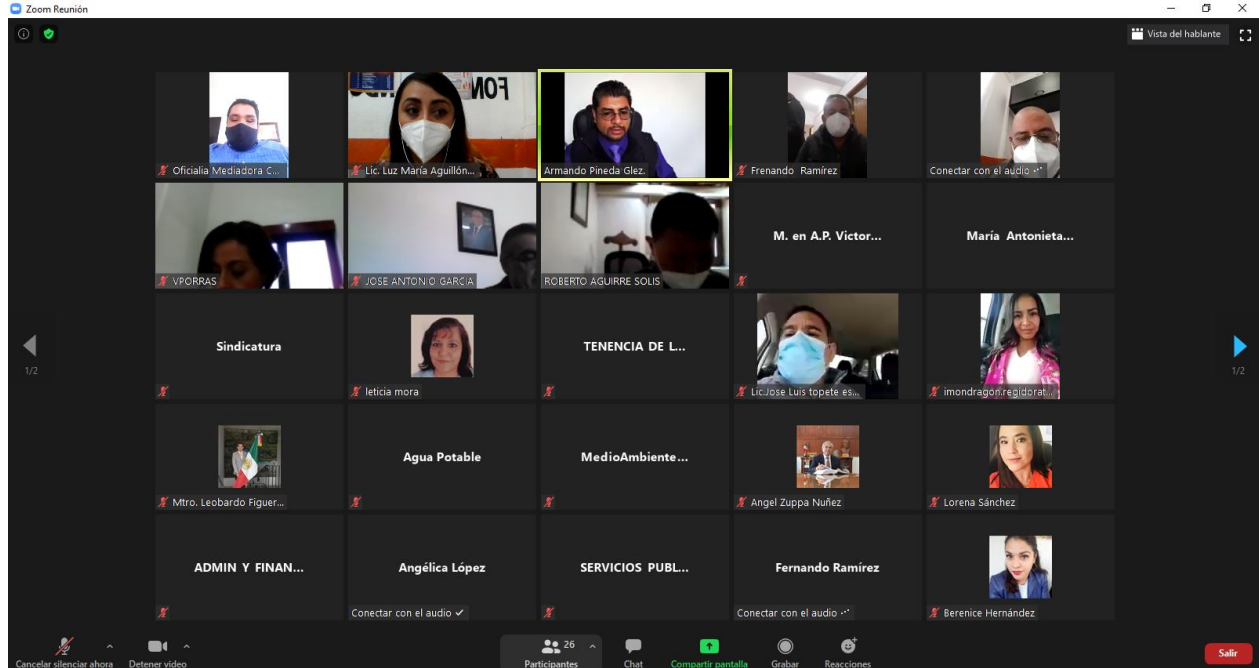 Zoom Reunión
Vista del hablante
FON
Oficialía Mediadora C...
Lic. Luz María Aguillón...
Armando Pineda Glez.
Frenando Ramírez
Conectar con el audio
VPORRAS
JOSE ANTONIO GARCIA
ROBERTO AGUIRRE SOLIS
M. en A.P. Victor...
María Antonieta...
Sindicatura
leticia mora
TENENCIA DE L...
Lic.Jose Luis topete es...
imondragon.regidorat...
1/2
1/2
Mtro. Leobardo Figuer...
Agua Potable
MedioAmbiente...
Angel Zuppa Nuñez
Lorena Sánchez
ADMIN Y FINAN...
Angélica López
Conectar con el audio
SERVICIOS PUBL...
Fernando Ramírez
Conectar con el audio
Berenice Hernández
Cancelar silenciar ahora
Detener video
26
Participantes
Chat
Compartir pantalla
Grabar
Reacciones
Salir